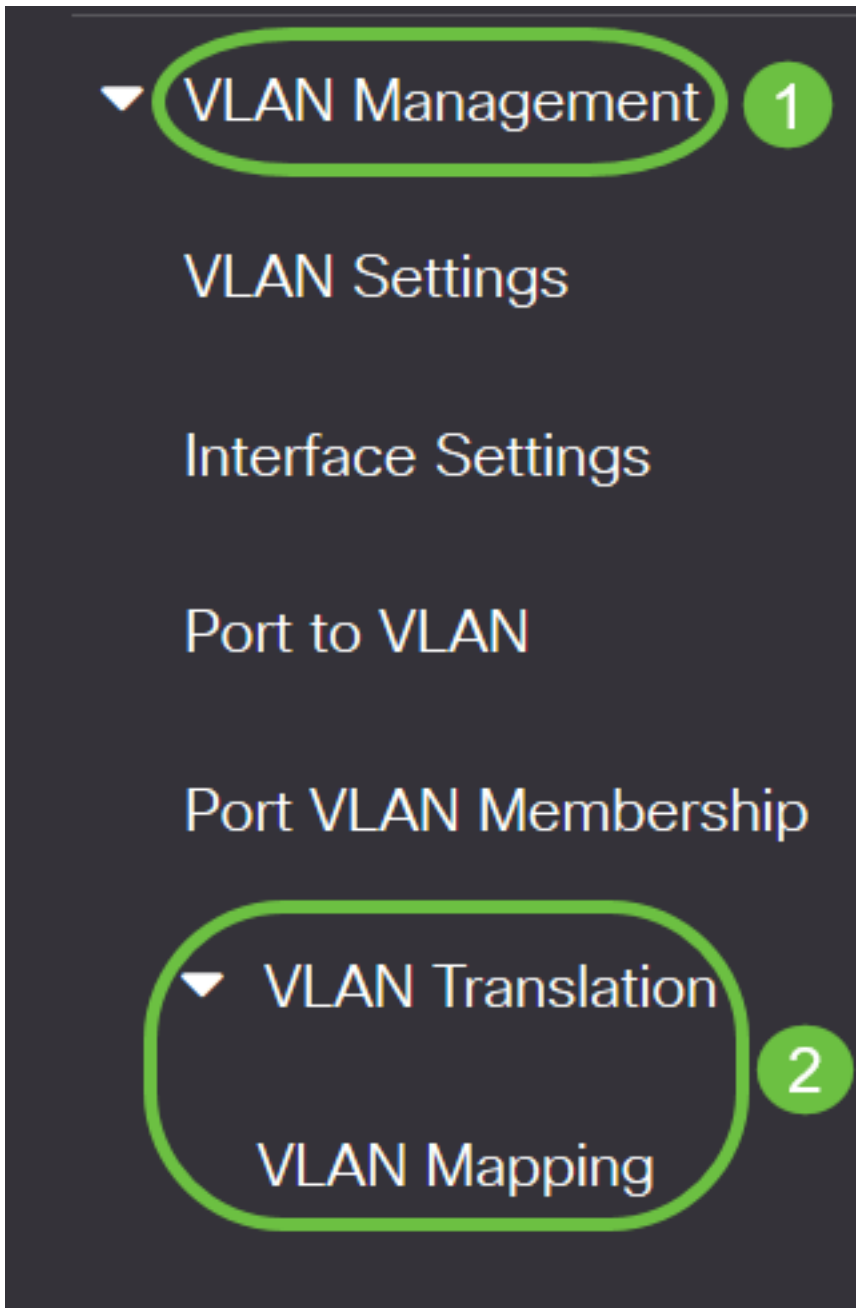 VLAN Management 1
VLAN Settings
Interface Settings
Port to VLAN
Port VLAN Membership
VLAN Translation
2
VLAN Mapping